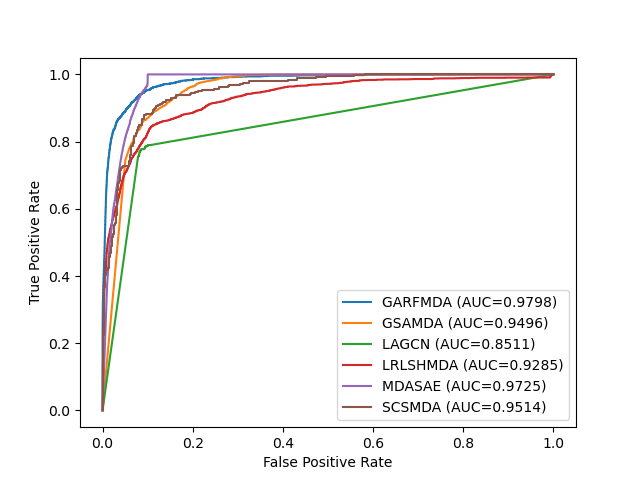 1.0
0.8
0.6
0.4
0.2
0.0
True Positive Rate
GARFMDA (AUC=0.9798)
GSAMDA (AUC=0.9496)
LAGCN (AUC=0.8511)
LRLSHMDA (AUC=0.9285)
MDASAE (AUC=0.9725)
SCSMDA (AUC=0.9514)
0.0 0.2 0.4 0.6 0.8 1.0
False Positive Rate